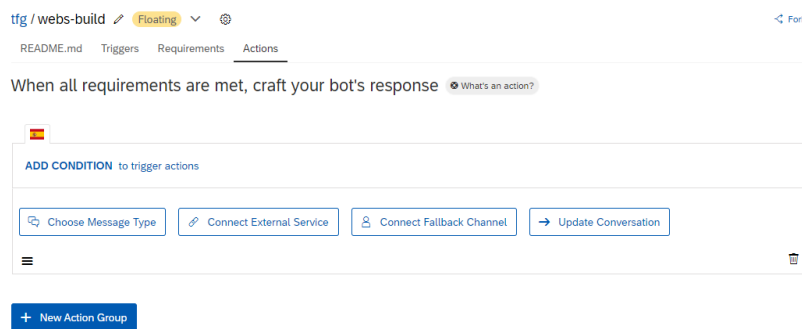 tfg / webs-build Floating
README.md Triggers Requirements Actions
When all requirements are met, craft your bot's response What's an action?
ADD CONDITION to trigger actions
Choose Message Type Connect External Service Connect Fallback Channel Update Conversation
+ New Action Group